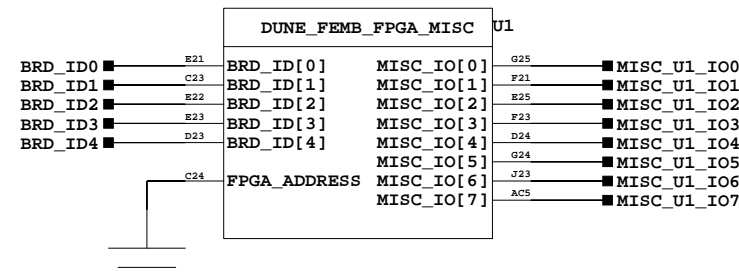 DUNE_FEMB_FPGA_MISC U1
BRD_ID0 E21 BRD_ID[0] MISC_IO[0] G25 MISC_U1_IO0
BRD_ID1 C23 BRD_ID[1] MISC_IO[1] F21 MISC_U1_IO1
BRD_ID2 E22 BRD_ID[2] MISC_IO[2] E25 MISC_U1_IO2
BRD_ID3 E23 BRD_ID[3] MISC_IO[3] F23 MISC_U1_IO3
BRD_ID4 D23 BRD_ID[4] MISC_IO[4] D24 MISC_U1_IO4
MISC_IO[5] G24 MISC_U1_IO5
C24 FPGA_ADDRESS MISC_IO[6] J23 MISC_U1_IO6
MISC_IO[7] AC5 MISC_U1_IO7